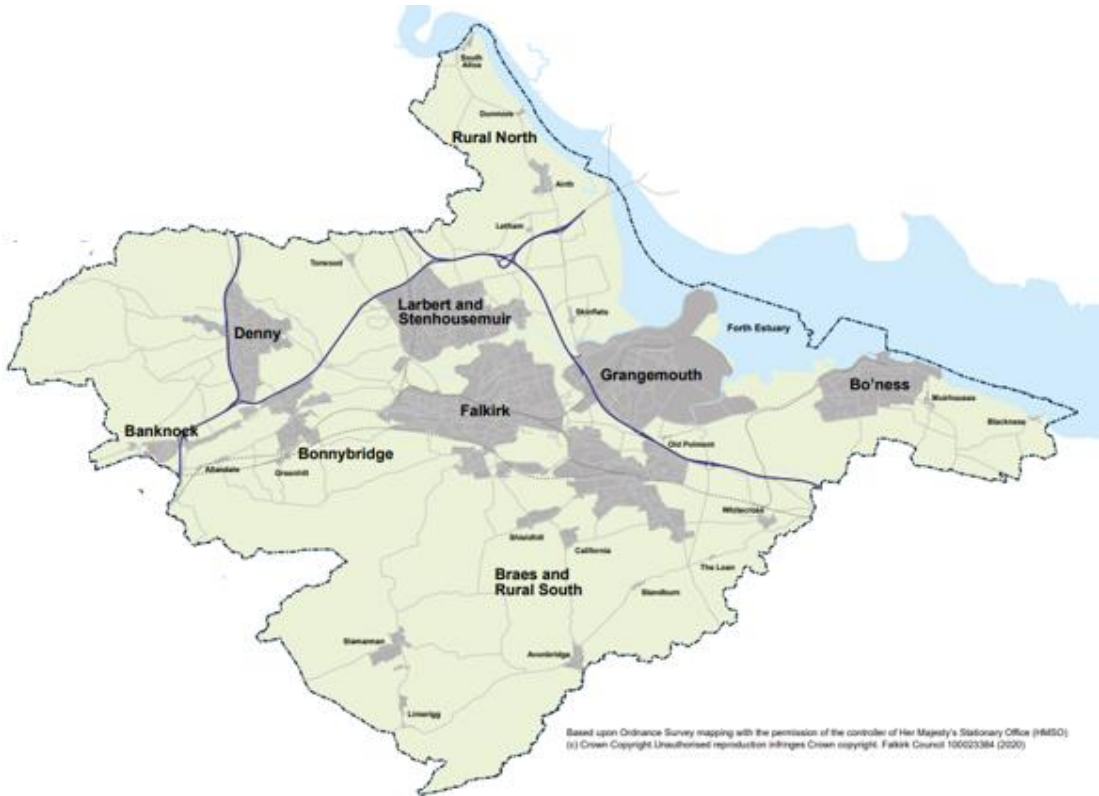 South
Alloa
Dunmore
Rural North
Airth
Letham
Torwood
Larbert and
Stenhousemuir
Skinflats
Forth Estuary
Denny
Grangemouth
Bo'ness
Falkirk
Muirhouses
Blackness
Banknock
Bonnybridge
Old Polmont
Allandale
Greenhill
Whitecross
Shieldhill
California
The Loan
Braes and
Rural South
Standburn
Slamannan
Avonbridge
Limerigg
Based upon Ordnance Survey mapping with the permission of the controller of Her Majesty's Stationary Office (HMSO)
(c) Crown Copyright.Unauthorised reproduction infringes Crown copyright. Falkirk Council 100023384 (2020)